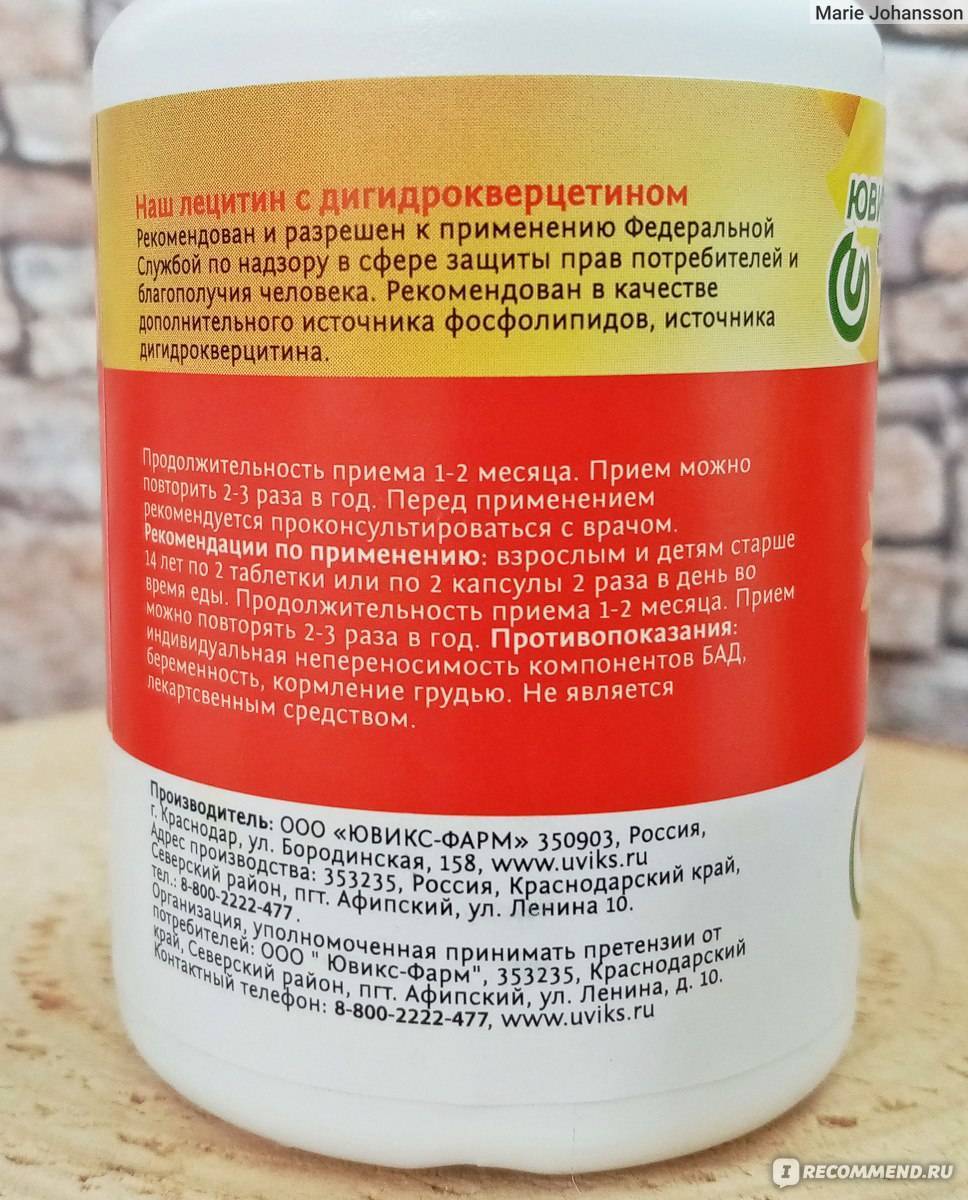 Marie Johansson
Наш лецитин с дигидрокверцетином
Рекомендован и разрешен к применению Федеральной
Службой по надзору в сфере защиты прав потребителей и
благополучия человека. Рекомендован в качестве
дополнительного источника фосфолипидов, источника
дигидрокверцитина.
ЮВИ
Продолжительность приема 1-2 месяца. Прием можно
повторить 2-3 раза в год. Перед применением
рекомендуется проконсультироваться с врачом.
Рекомендации по применению: взрослым и детям старше
14 лет по 2 таблетки или по 2 капсулы 2 раза в день во
время еды. Продолжительность приема 1-2 месяца. Прием
можно повторять 2-3 раза в год. Противопоказания:
индивидуальная непереносимость компонентов БАД,
беременность, кормление грудью. Не является
лекартсвенным средством.
Производитель: ООО «ЮВИКС-ФАРМ» 350903, Россия,
г. Краснодар, ул. Бородинская, 158, www.uviks.ru
Адрес производства: 353235, Россия, Краснодарский край,
Северский район, пгт. Афипский, ул. Ленина 10.
тел.: 8-800-2222-477.
Организация, уполномоченная принимать претензии от
потребителей: ООО " Ювикс-Фарм", 353235, Краснодарский
край, Северский район, пгт. Афипский, ул. Ленина, д. 10.
Контактный телефон: 8-800-2222-477, www.uviks.ru
I RECOMMEND.RU